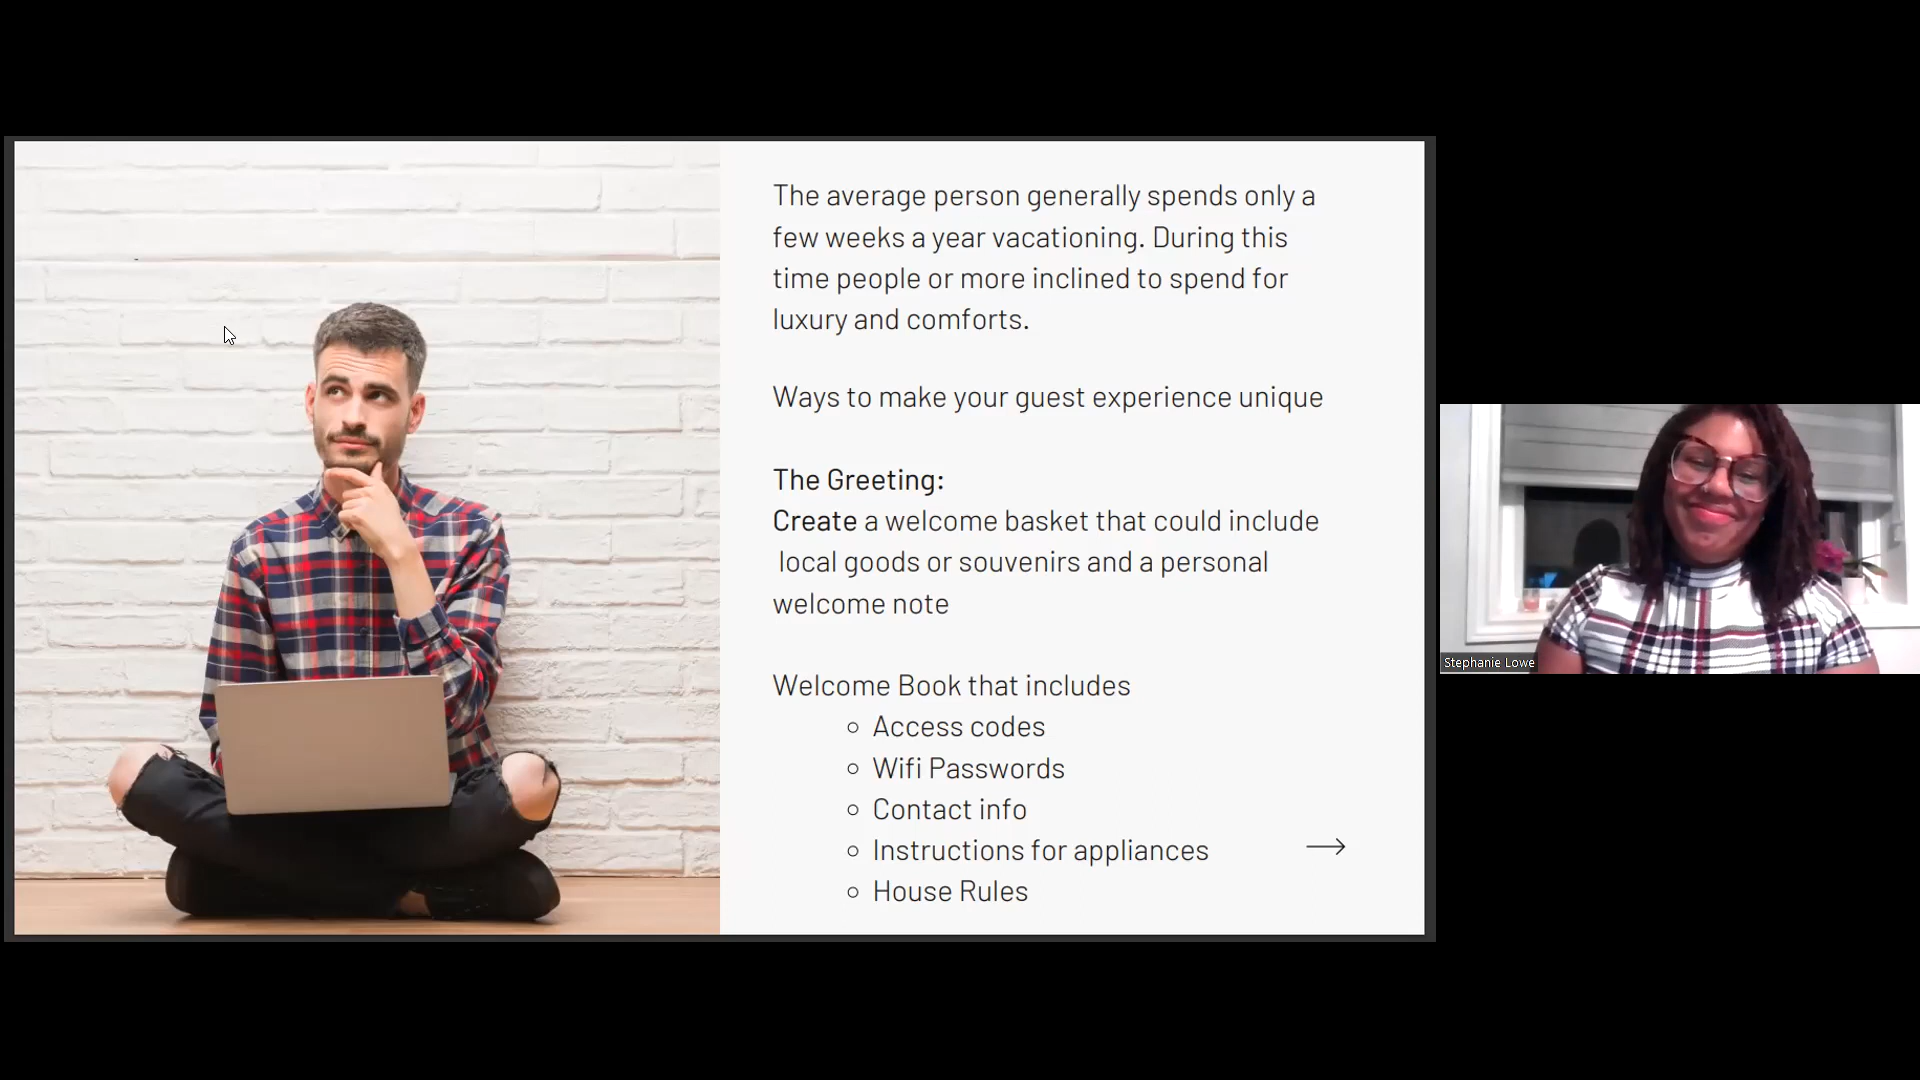 The average person generally spends only a
few weeks a year vacationing. During this
time people or more inclined to spend for
luxury and comforts.
Ways to make your guest experience unique
The Greeting:
Create a welcome basket that could include
local goods or souvenirs and a personal
welcome note
Welcome Book that includes
Access codes
Wifi Passwords
Contact info
Instructions for appliances
House Rules
Stephanie Lowe